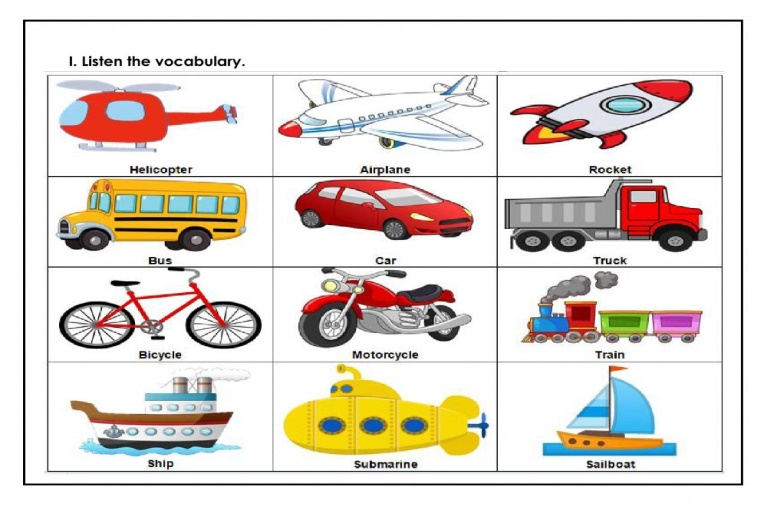 I. Listen the vocabulary.
Helicopter
Airplane
Rocket
Bus
Car
Truck
Bicycle
Motorcycle
Train
Ship
Submarine
Sailboat